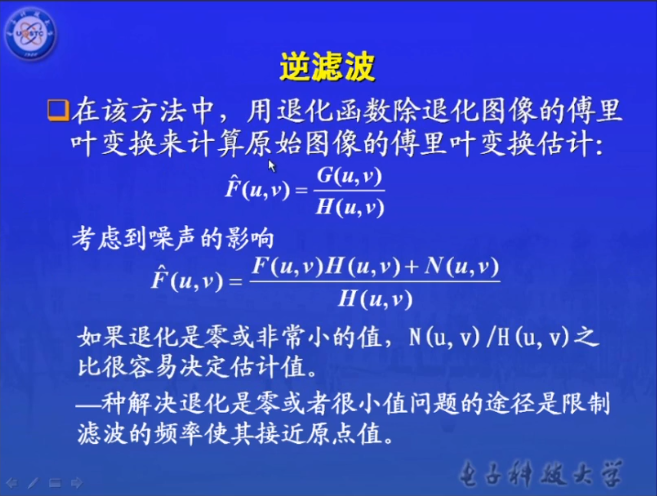 逆滤波
在该方法中，用退化函数除退化图像的傅里
叶变换来计算原始图像的傅里叶变换估计：
F̂(u,v) = G(u,v) / H(u,v)
考虑到噪声的影响
F̂(u,v) = F(u,v)H(u,v) + N(u,v) / H(u,v)
如果退化是零或非常小的值，N(u,v)/H(u,v)之
比很容易决定估计值。
—种解决退化是零或者很小值问题的途径是限制
滤波的频率使其接近原点值。
电子科技大学